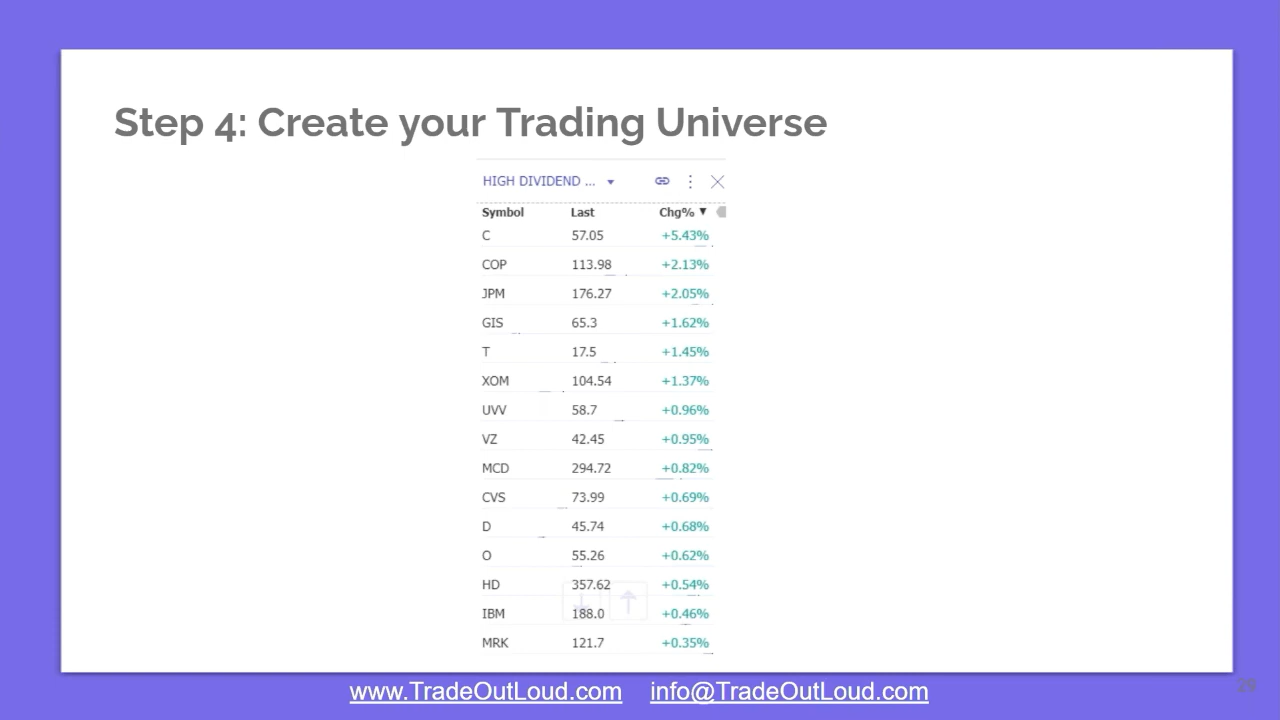 Step 4: Create your Trading Universe
HIGH DIVIDEND ...
Symbol Last Chg% ▼
C 57.05 +5.43%
COP 113.98 +2.13%
JPM 176.27 +2.05%
GIS 65.3 +1.62%
T 17.5 +1.45%
XOM 104.54 +1.37%
UVV 58.7 +0.96%
VZ 42.45 +0.95%
MCD 294.72 +0.82%
CVS 73.99 +0.69%
D 45.74 +0.68%
O 55.26 +0.62%
HD 357.62 +0.54%
IBM 188.0 +0.46%
MRK 121.7 +0.35%
www.TradeOutLoud.com info@TradeOutLoud.com